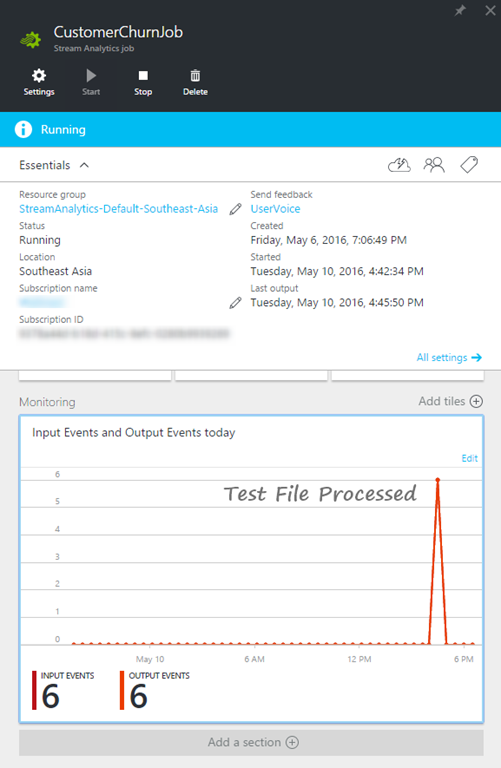 CustomerChurnJob
Stream Analytics job
Settings
Start
Stop
Delete
Running
Essentials
Resource group
StreamAnalytics-Default-Southeast-Asia
Status
Running
Location
Southeast Asia
Subscription name
Subscription ID
Send feedback
UserVoice
Created
Friday, May 6, 2016, 7:06:49 PM
Started
Tuesday, May 10, 2016, 4:42:34 PM
Last output
Tuesday, May 10, 2016, 4:45:50 PM
All settings
Monitoring
Add tiles
Input Events and Output Events today
Edit
Test File Processed
6
5
4
3
2
1
0
May 10
6 AM
12 PM
6 PM
INPUT EVENTS
6
OUTPUT EVENTS
6
Add a section